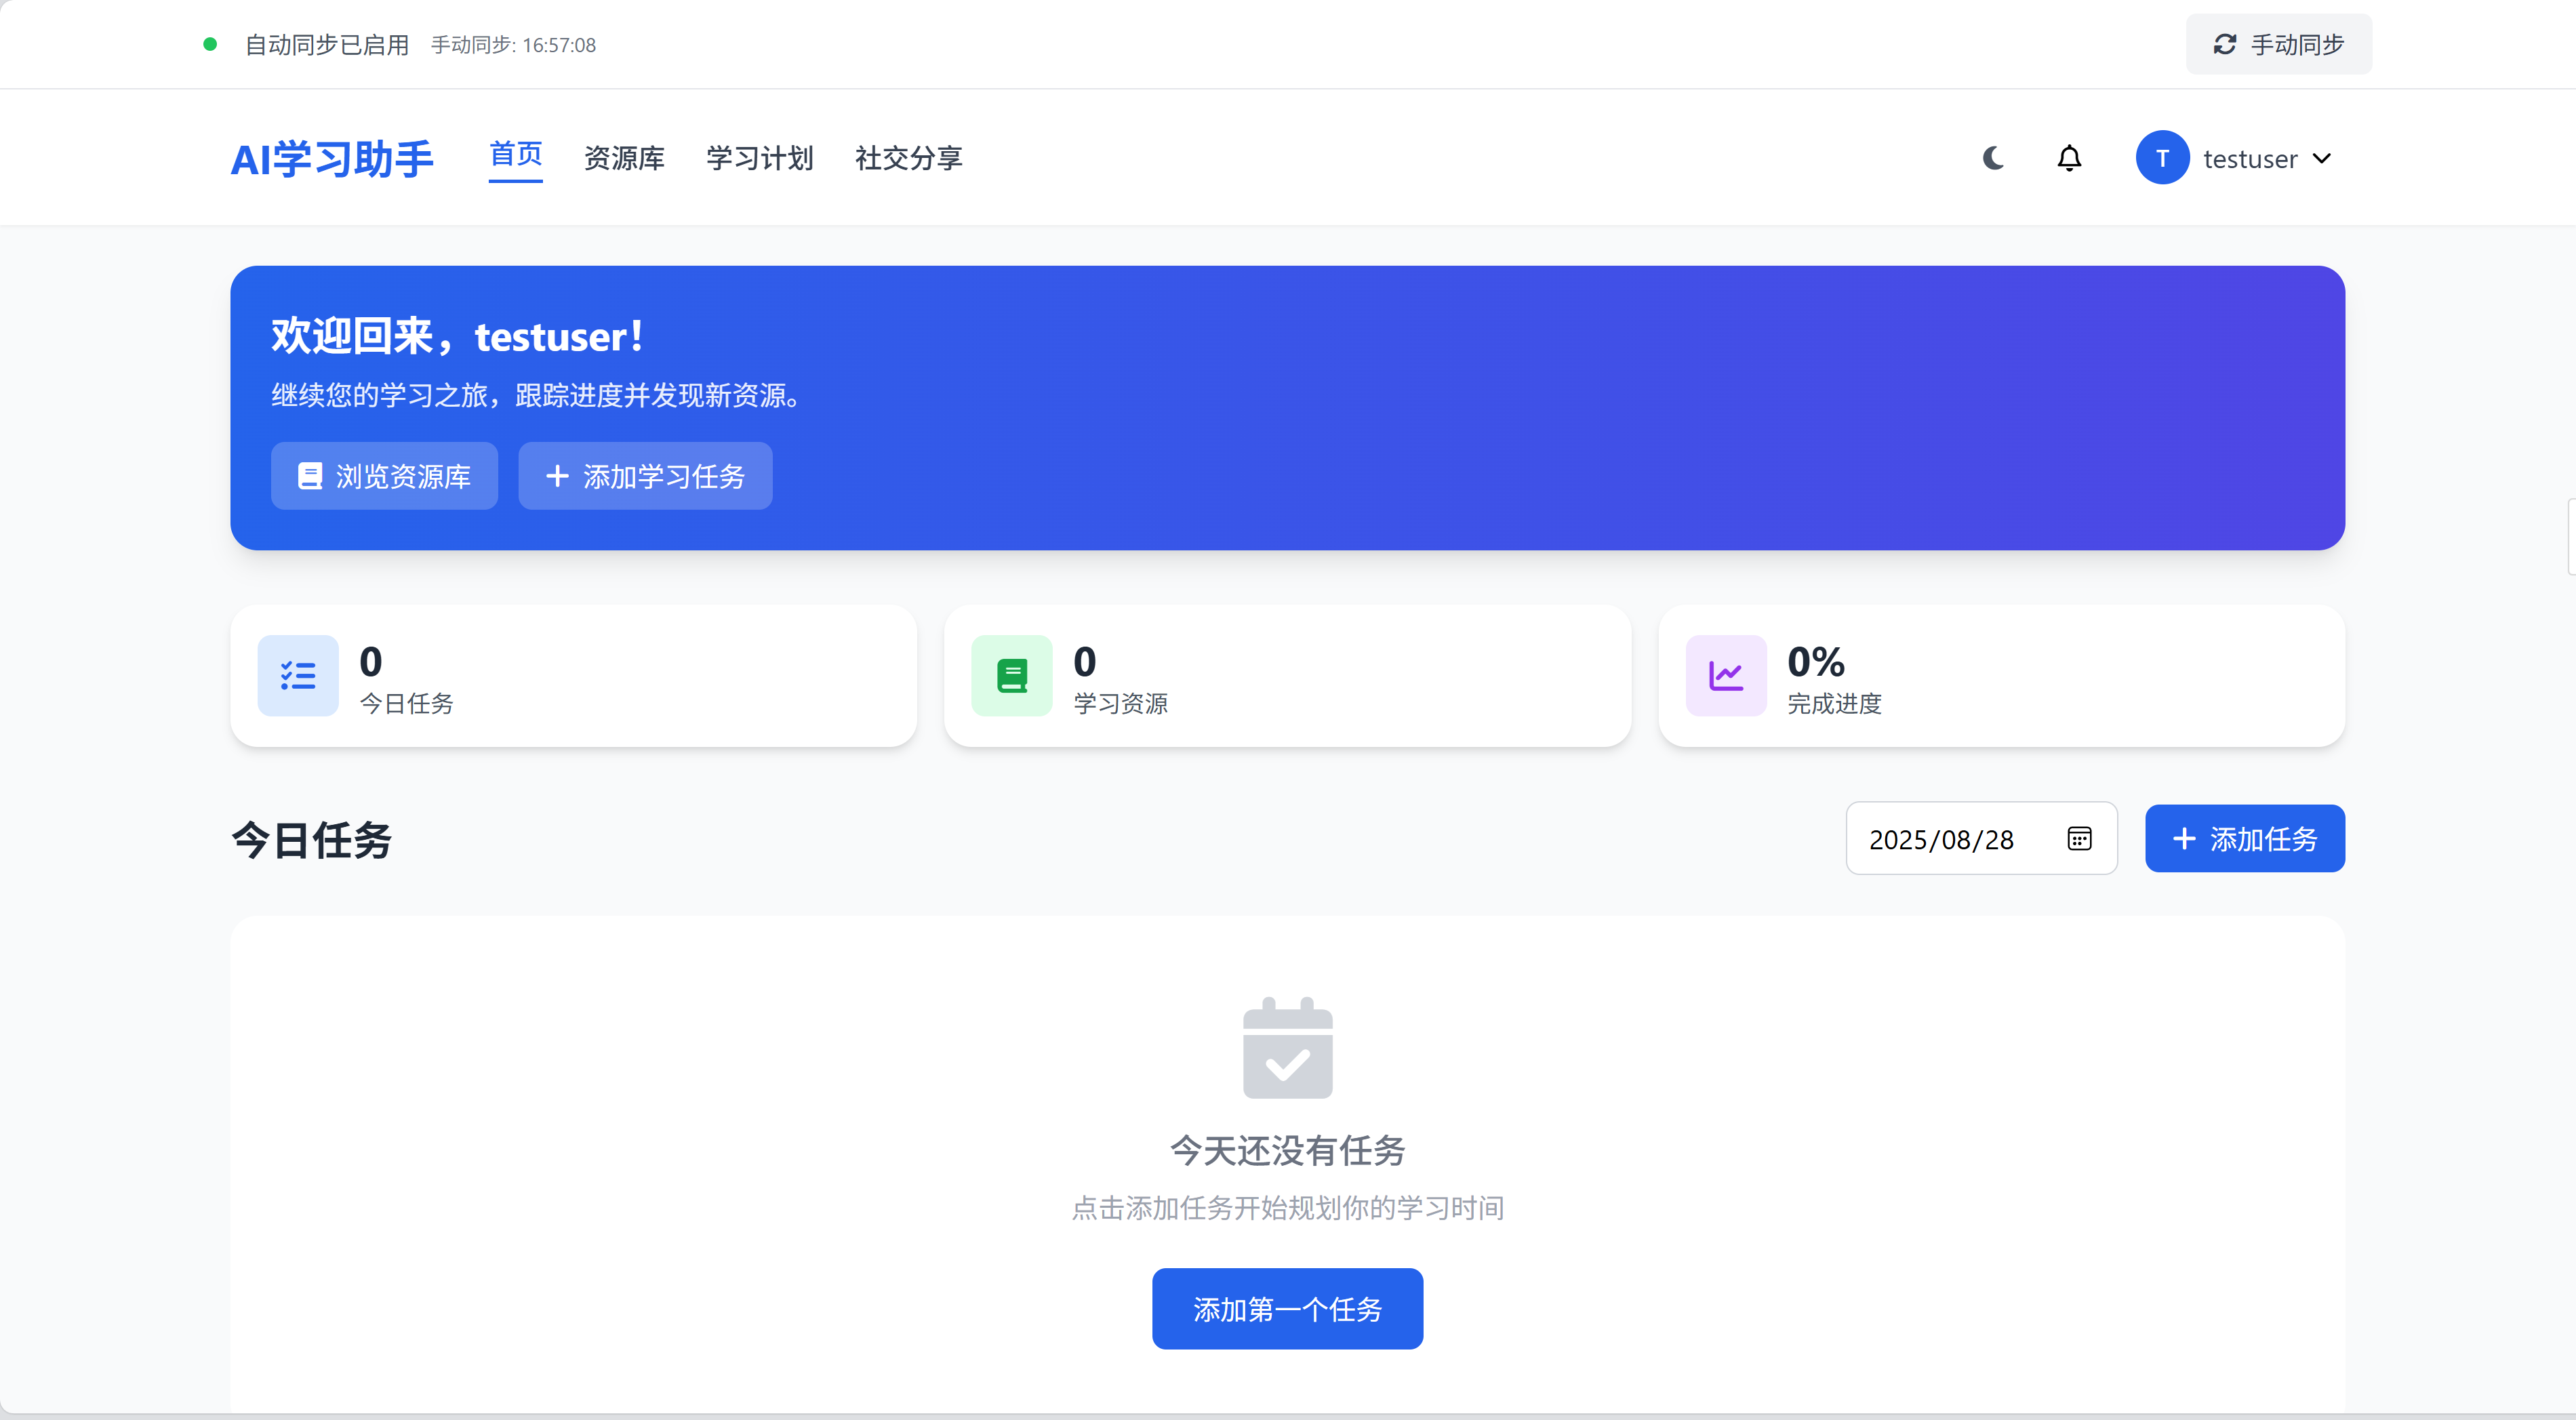 自动同步已启用 手动同步: 16:57:08 手动同步
AI学习助手 首页 资源库 学习计划 社交分享 T testuser
欢迎回来，testuser！
继续您的学习之旅，跟踪进度并发现新资源。
浏览资源库 添加学习任务
0
今日任务
0
学习资源
0%
完成进度
今日任务 2025/08/28 添加任务
今天还没有任务
点击添加任务开始规划你的学习时间
添加第一个任务